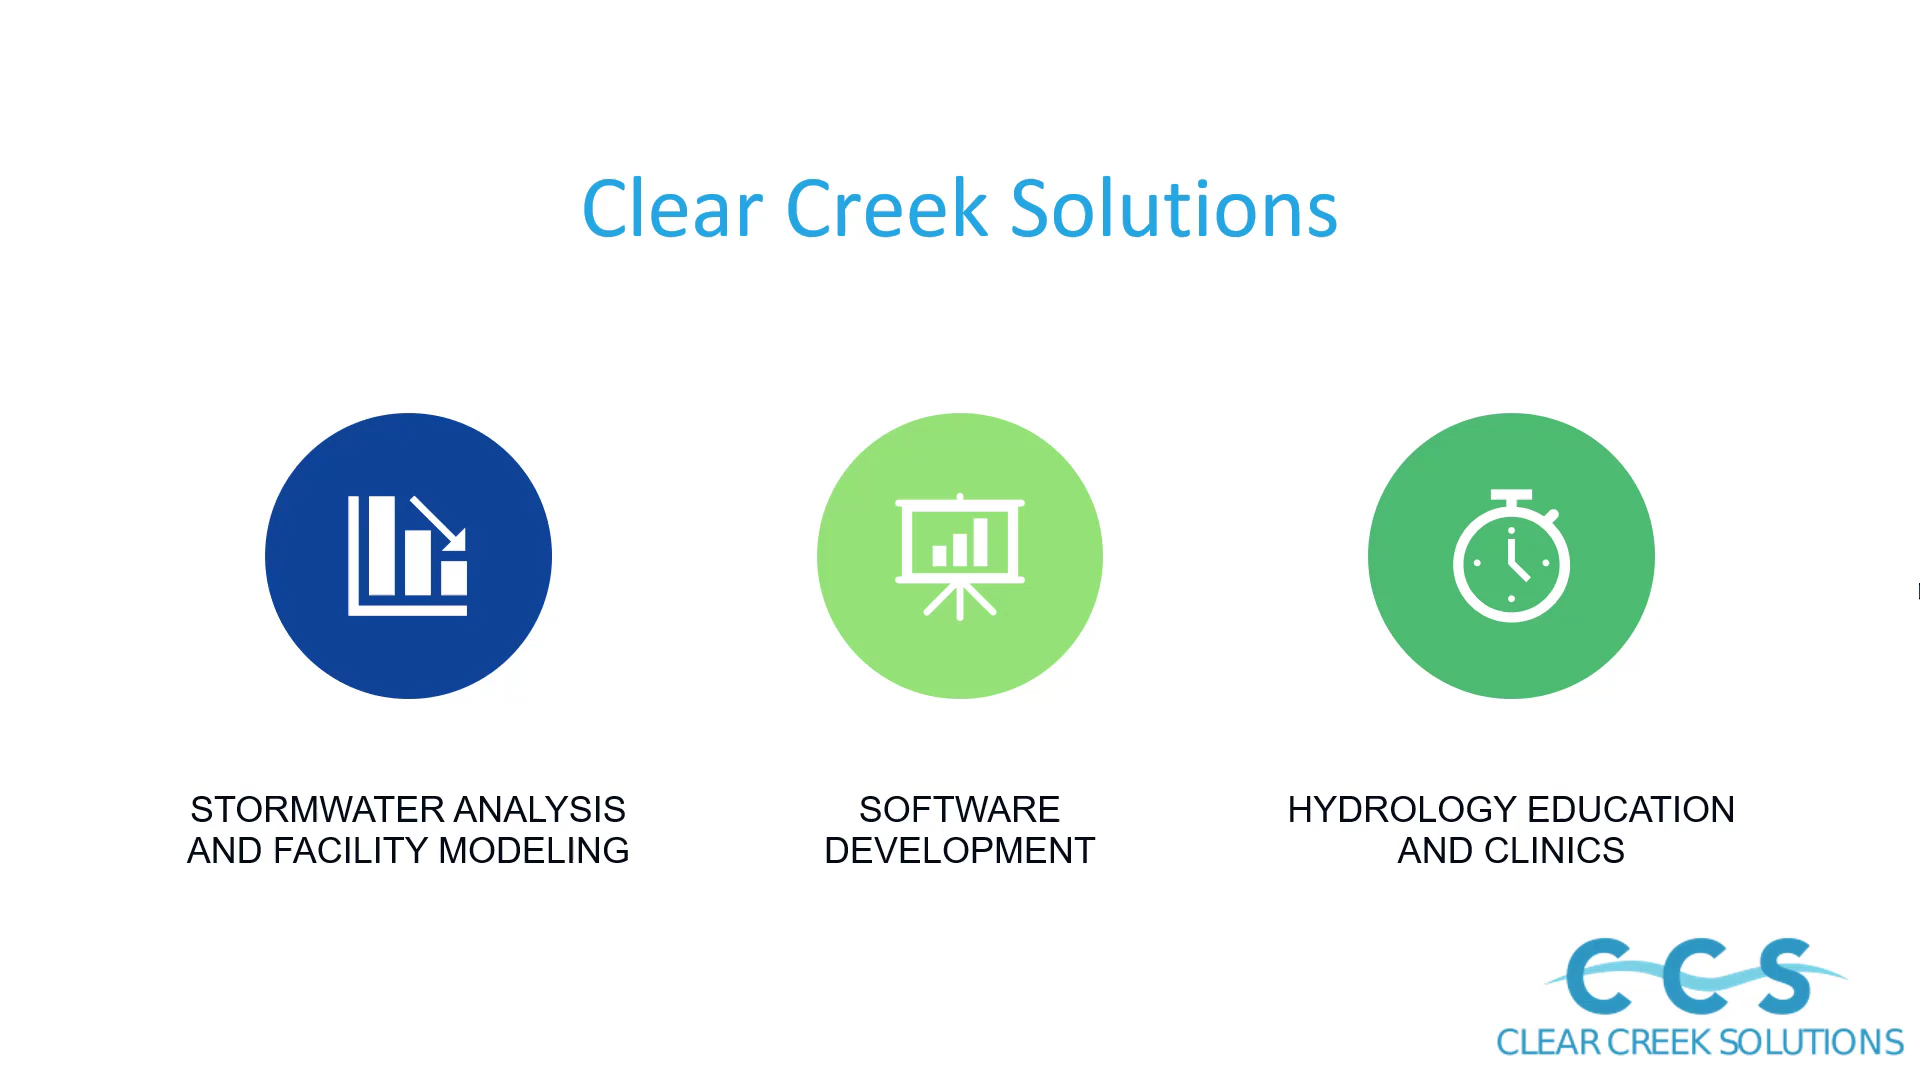 Clear Creek Solutions
STORMWATER ANALYSIS
AND FACILITY MODELING
SOFTWARE
DEVELOPMENT
HYDROLOGY EDUCATION
AND CLINICS
CCS
CLEAR CREEK SOLUTIONS